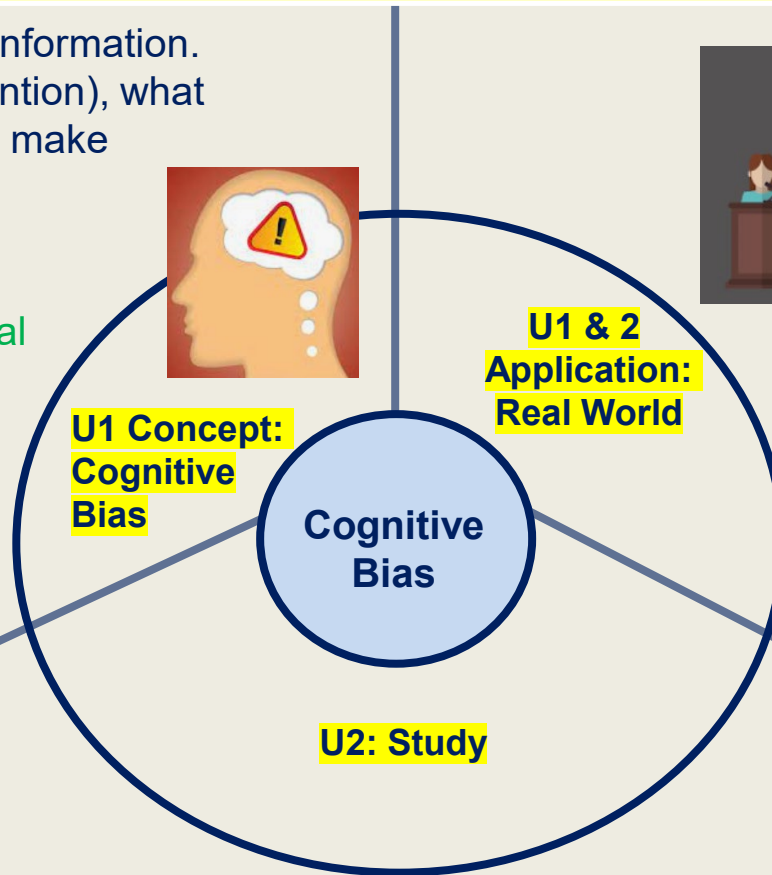 nformation.
ntion), what
make
al
U1 Concept:
Cognitive
Bias
U1 & 2
Application:
Real World
Cognitive
Bias
U2: Study